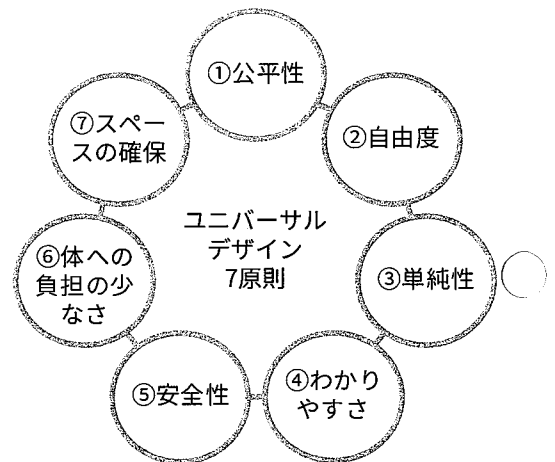 ①公平性
②自由度
③単純性
④わかり
やすさ
⑤安全性
⑥体への
負担の少
なさ
⑦スペー
スの確保
ユニバーサル
デザイン
7原則